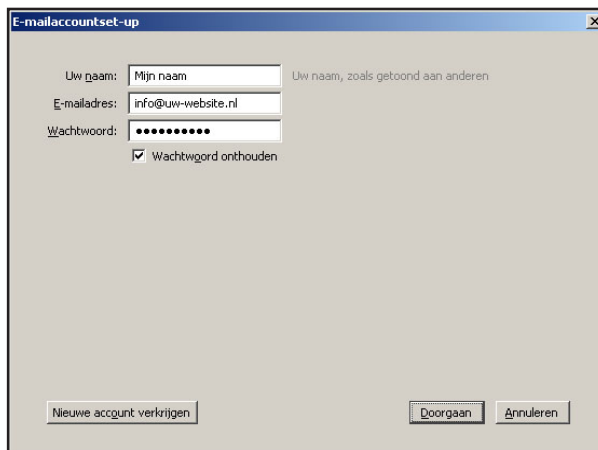 E-mailaccountset-up
Uw naam: Mijn naam Uw naam, zoals getoond aan anderen
E-mailadres: info@uw-website.nl
Wachtwoord: ●●●●●●●●●●
Wachtwoord onthouden
Nieuwe account verkrijgen Doorgaan Annuleren